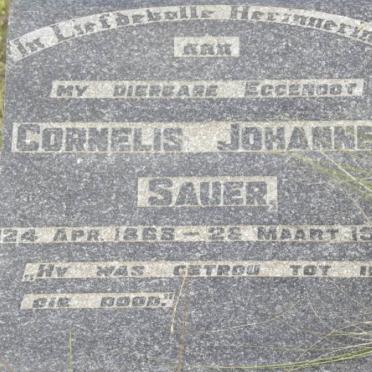 In Liefdevolle Herinnering
aan
MY DIERBARE EGGENOOT
CORNELIS JOHANNE
SAUER
24 APR. 1868 – 26 MAART 1
„HY WAS GETROU TOT I
DIE DOOD."